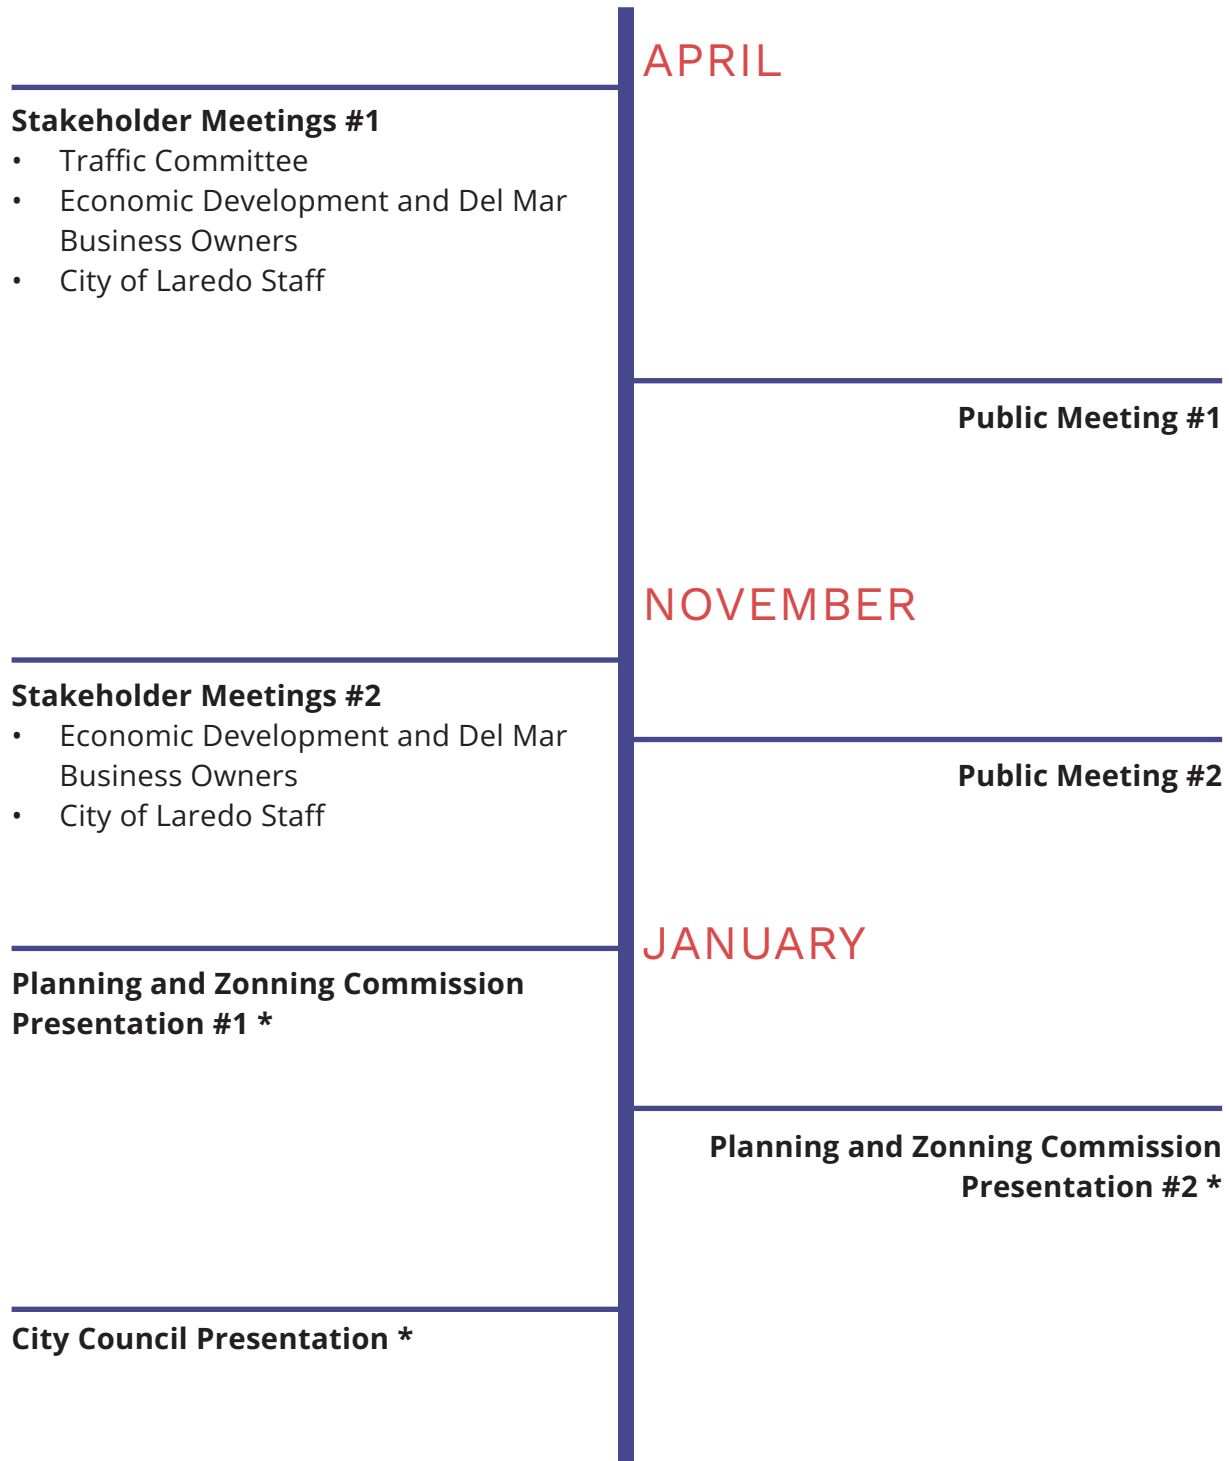 APRIL
Stakeholder Meetings #1
• Traffic Committee
• Economic Development and Del Mar
Business Owners
• City of Laredo Staff
Public Meeting #1
NOVEMBER
Stakeholder Meetings #2
• Economic Development and Del Mar
Business Owners
• City of Laredo Staff
Public Meeting #2
JANUARY
Planning and Zonning Commission
Presentation #1 *
Planning and Zonning Commission
Presentation #2 *
City Council Presentation *